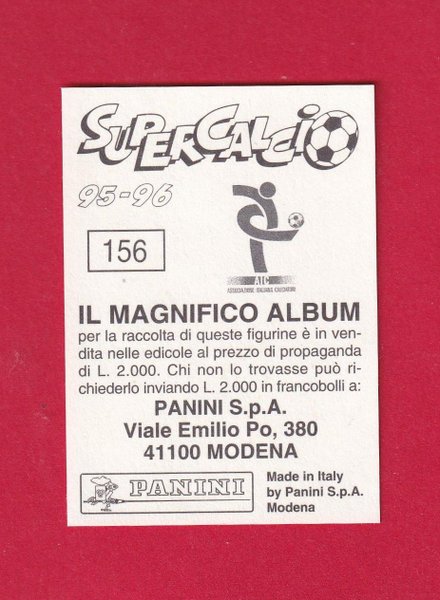 SUPERCALCIO
95-96
156
AIC
ASSOCIAZIONE ITALIANA CALCIATORI
IL MAGNIFICO ALBUM
per la raccolta di queste figurine è in ven-
dita nelle edicole al prezzo di propaganda
di L. 2.000. Chi non lo trovasse può ri-
chiederlo inviando L. 2.000 in francobolli a:
PANINI S.p.A.
Viale Emilio Po, 380
41100 MODENA
PANINI
Made in Italy
by Panini S.p.A.
Modena